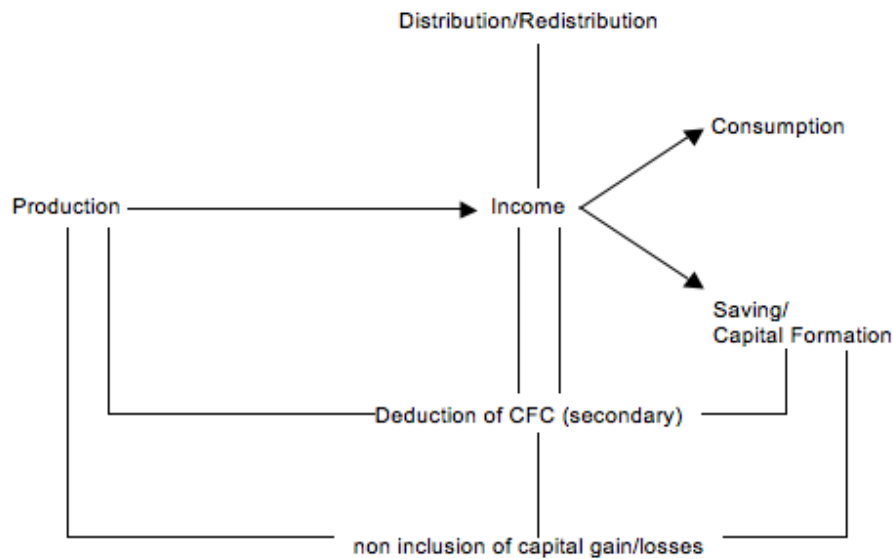 Distribution/Redistribution
Consumption
Production
Income
Saving/
Capital Formation
Deduction of CFC (secondary)
non inclusion of capital gain/losses